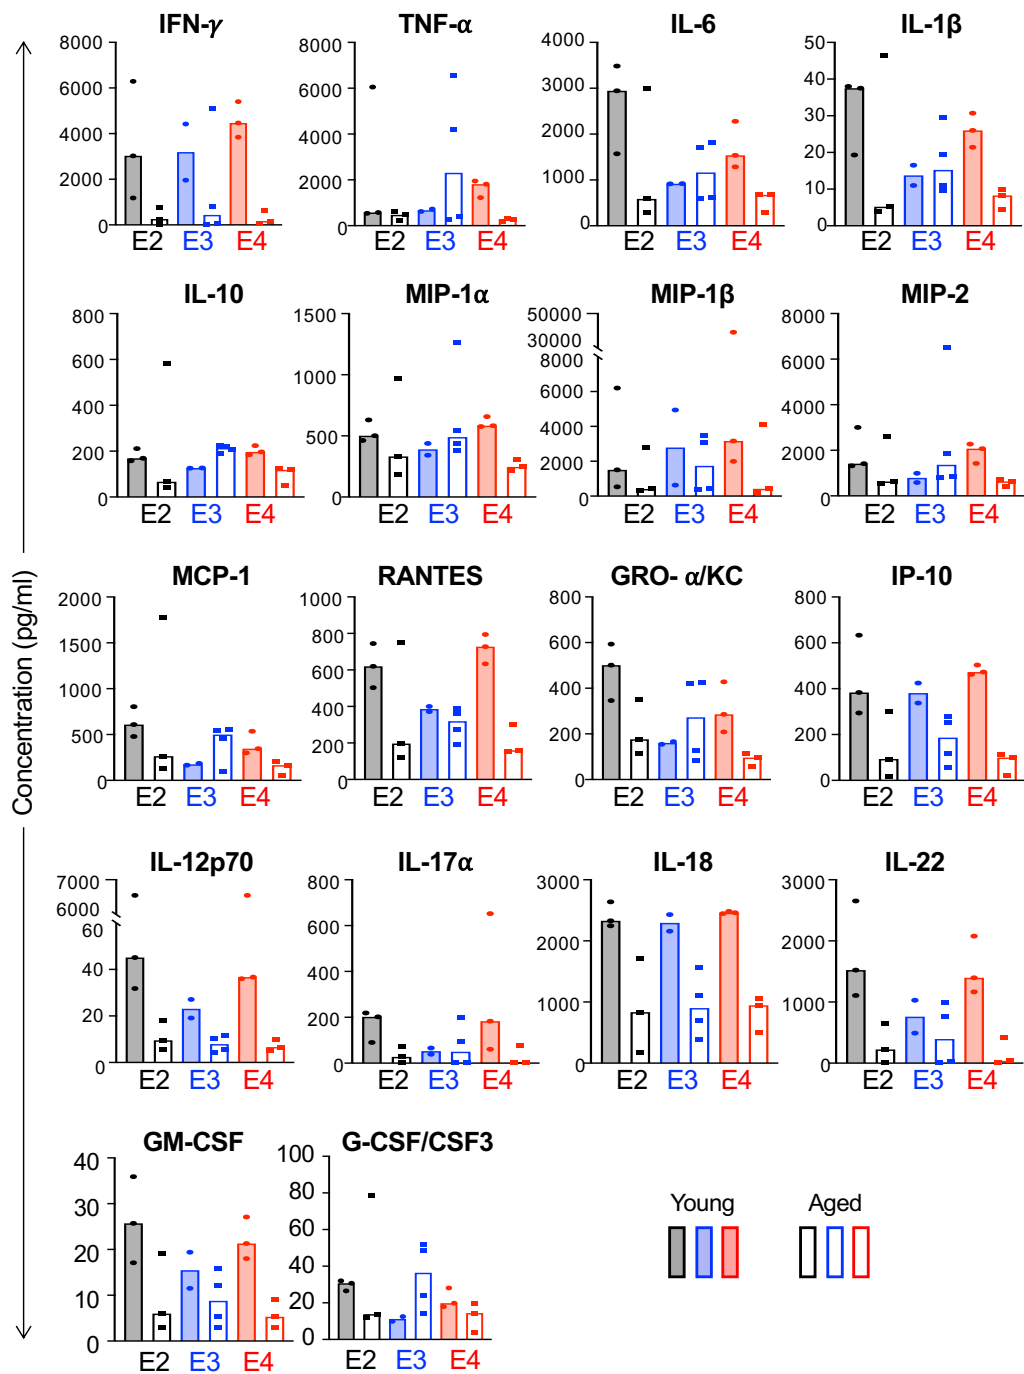 IFN-γ TNF-α IL-6 IL-1β
8000 8000 4000 50
6000 6000 3000 40
4000 4000 2000 30
2000 2000 1000 20
0 0 0 10
0
E2 E3 E4 E2 E3 E4 E2 E3 E4 E2 E3 E4
IL-10 MIP-1α MIP-1β MIP-2
800 1500 50000 8000
600 1000 30000 6000
400 500 8000 4000
200 0 6000 2000
0 4000 0
2000
0
E2 E3 E4 E2 E3 E4 E2 E3 E4 E2 E3 E4
Concentration (pg/ml)
MCP-1 RANTES GRO- α/KC IP-10
2000 1000 800 800
1500 800 600 600
1000 600 400 400
500 400 200 200
0 200 0 0
0
E2 E3 E4 E2 E3 E4 E2 E3 E4 E2 E3 E4
IL-12p70 IL-17α IL-18 IL-22
7000 800 3000 3000
6000 600 2000 2000
60 400 1000 1000
40 200 0 0
20 0
0
E2 E3 E4 E2 E3 E4 E2 E3 E4 E2 E3 E4
GM-CSF G-CSF/CSF3
40 100
30 80
20 60
10 40
0 20
0
E2 E3 E4 E2 E3 E4
Young Aged